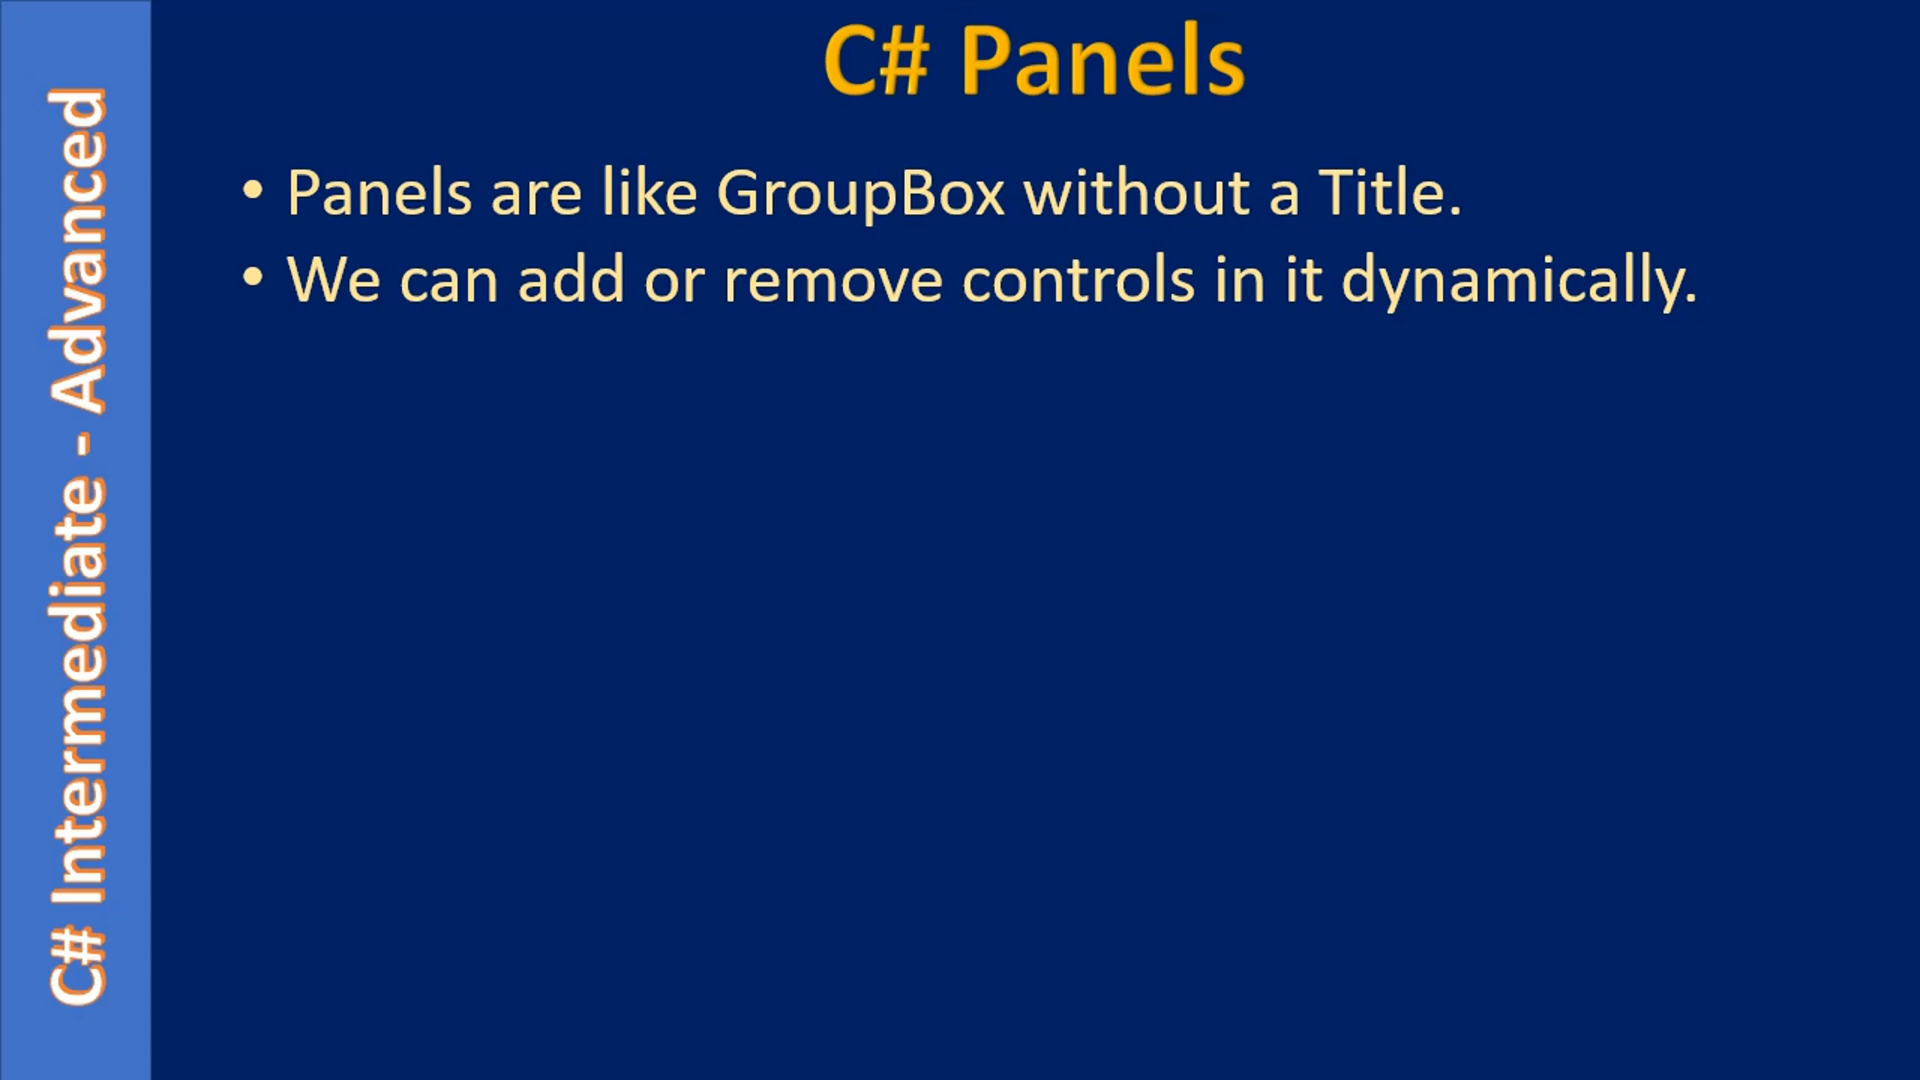 C# Panels
• Panels are like GroupBox without a Title.
• We can add or remove controls in it dynamically.
C# Intermediate - Advanced